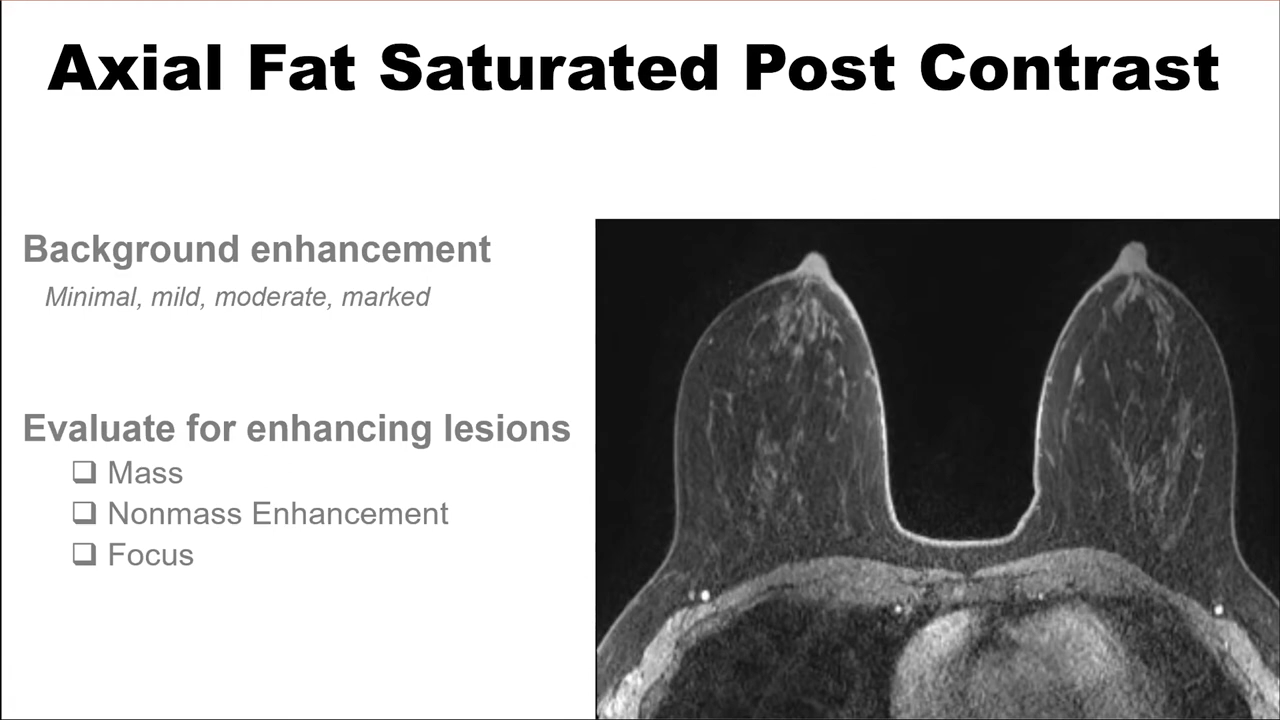 Axial Fat Saturated Post Contrast
Background enhancement
Minimal, mild, moderate, marked
Evaluate for enhancing lesions
❑ Mass
❑ Nonmass Enhancement
❑ Focus